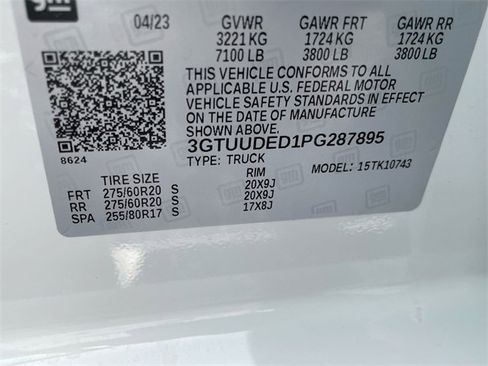 gm
04/23 GVWR GAWR FRT GAWR RR
3221 KG 1724 KG 1724 KG
7100 LB 3800 LB 3800 LB
THIS VEHICLE CONFORMS TO ALL
APPLICABLE U.S. FEDERAL MOTOR
VEHICLE SAFETY STANDARDS IN EFFECT
ON THE DATE OF MANUFACTURE
SHOWN ABOVE.
3GTUUDED1PG287895
8624
TYPE: TRUCK MODEL: 15TK10743
TIRE SIZE RIM
FRT 275/60R20 S 20X9J
RR 275/60R20 S 20X9J
SPA 255/80R17 S 17X8J